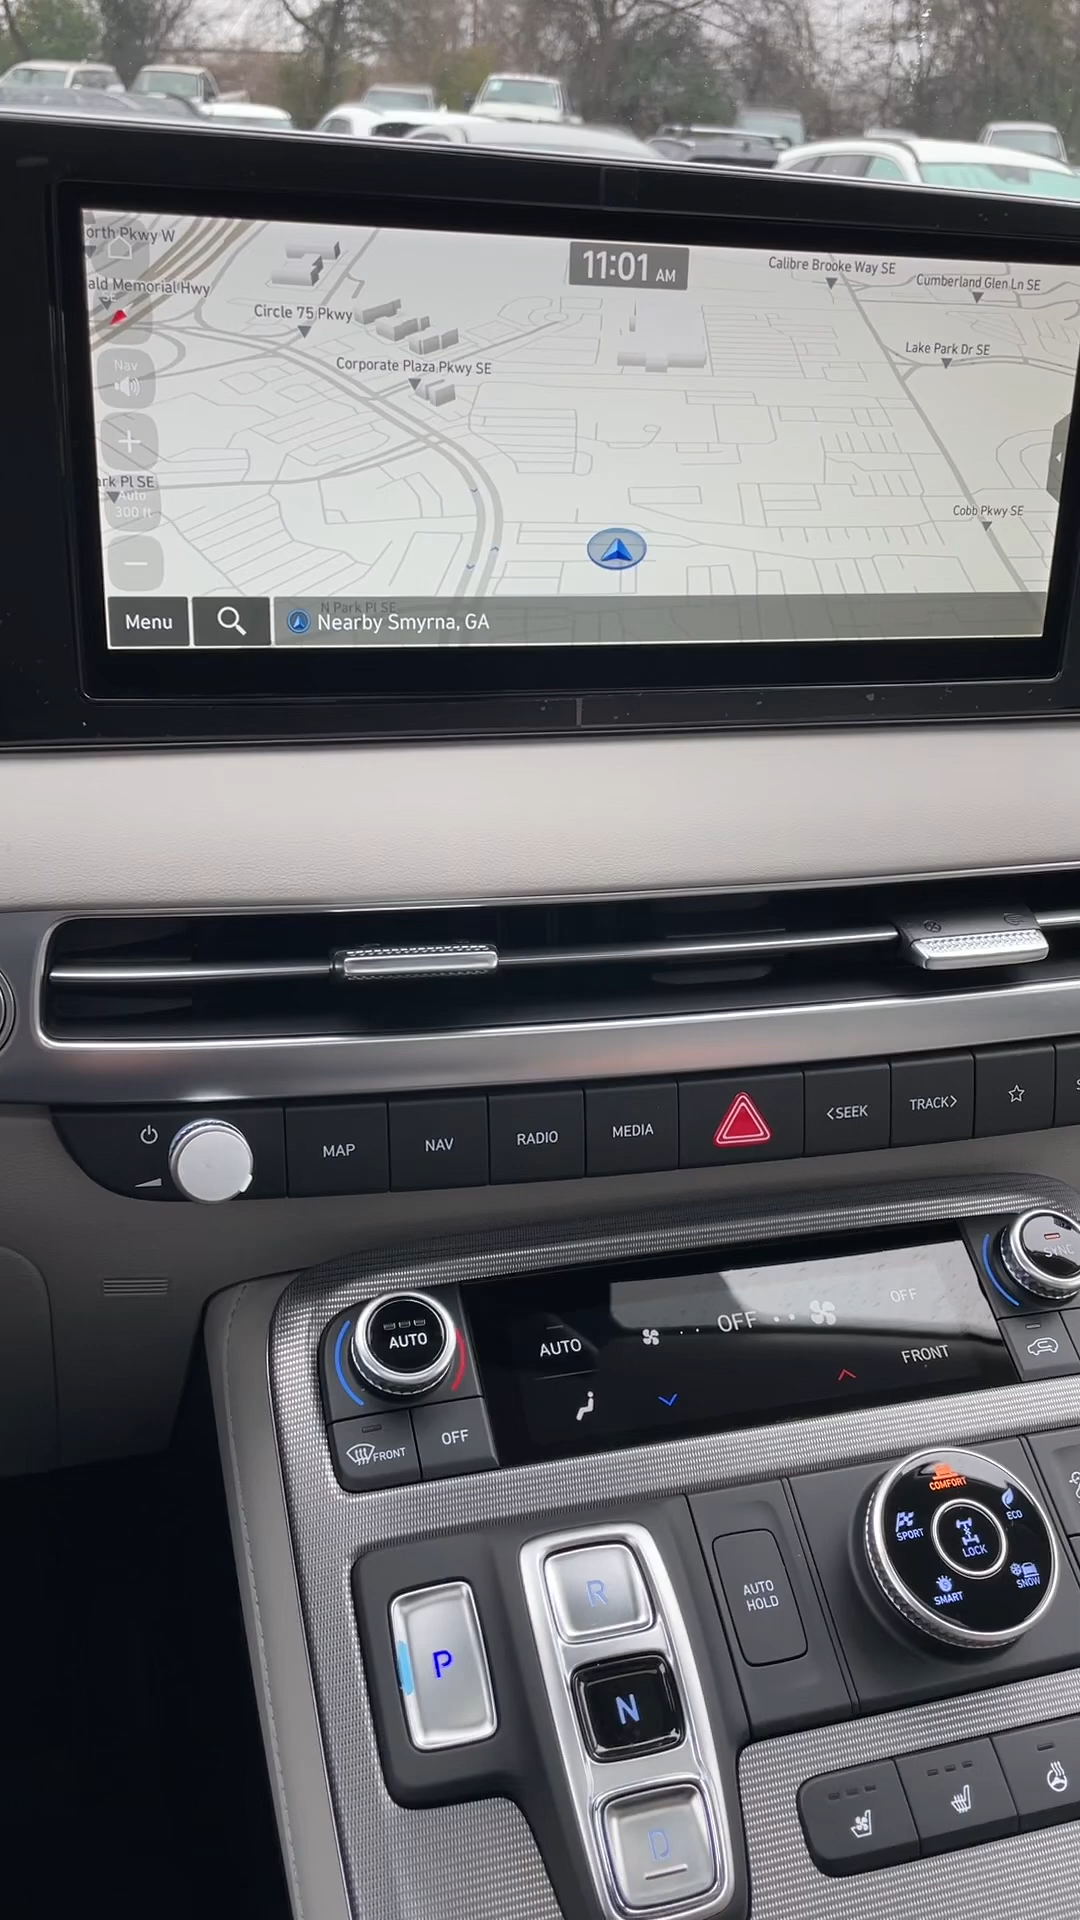 orth Pkwy W
ald Memorial Hwy
SE
Circle 75 Pkwy
11:01 AM
Calibre Brooke Way SE
Cumberland Glen Ln SE
Lake Park Dr SE
Corporate Plaza Pkwy SE
Nav
ark Pl SE
Auto
300 ft
Cobb Pkwy SE
N Park Pl SE
Menu
Nearby Smyrna, GA
MAP
NAV
RADIO
MEDIA
<SEEK
TRACK>
S
AUTO
AUTO
OFF
OFF
FRONT
SYNC
FRONT
OFF
COMFORT
ECO
SPORT
LOCK
SNOW
SMART
AUTO
HOLD
P
R
N
D